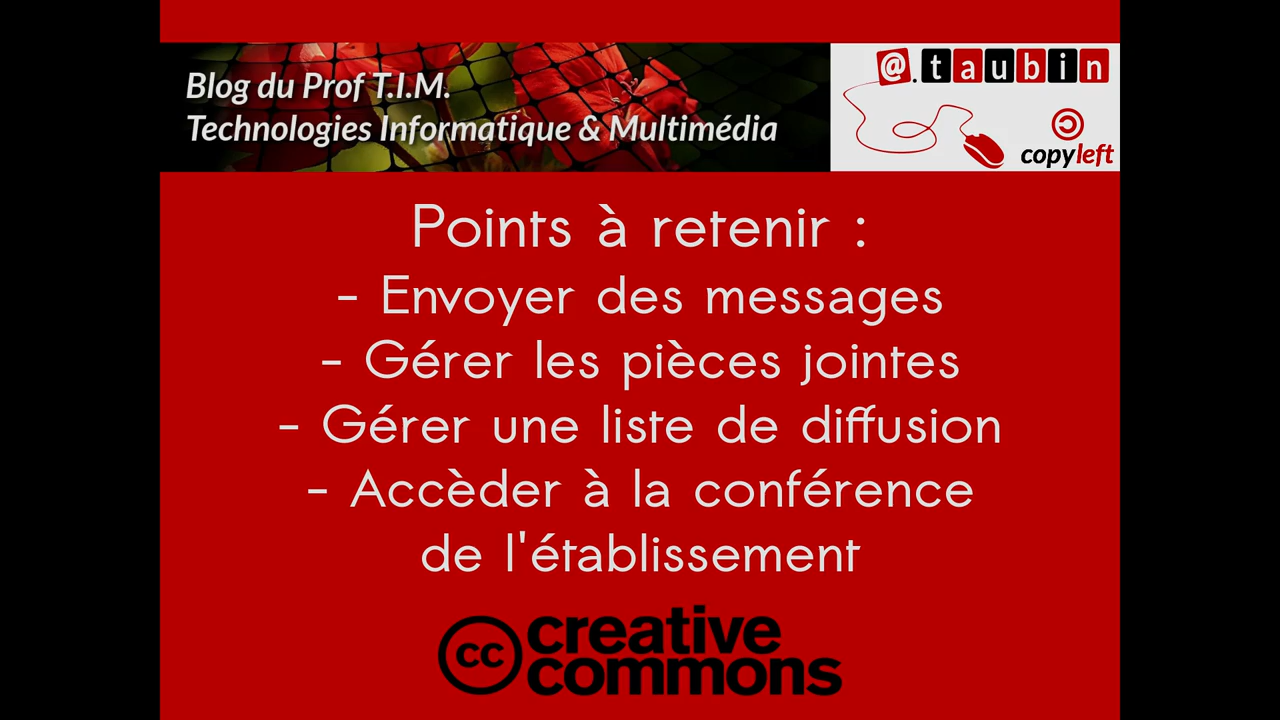 Blog du Prof T.I.M.
Technologies Informatique & Multimédia
@.taubin
copyleft
Points à retenir :
- Envoyer des messages
- Gérer les pièces jointes
- Gérer une liste de diffusion
- Accèder à la conférence
de l'établissement
cc creative
commons